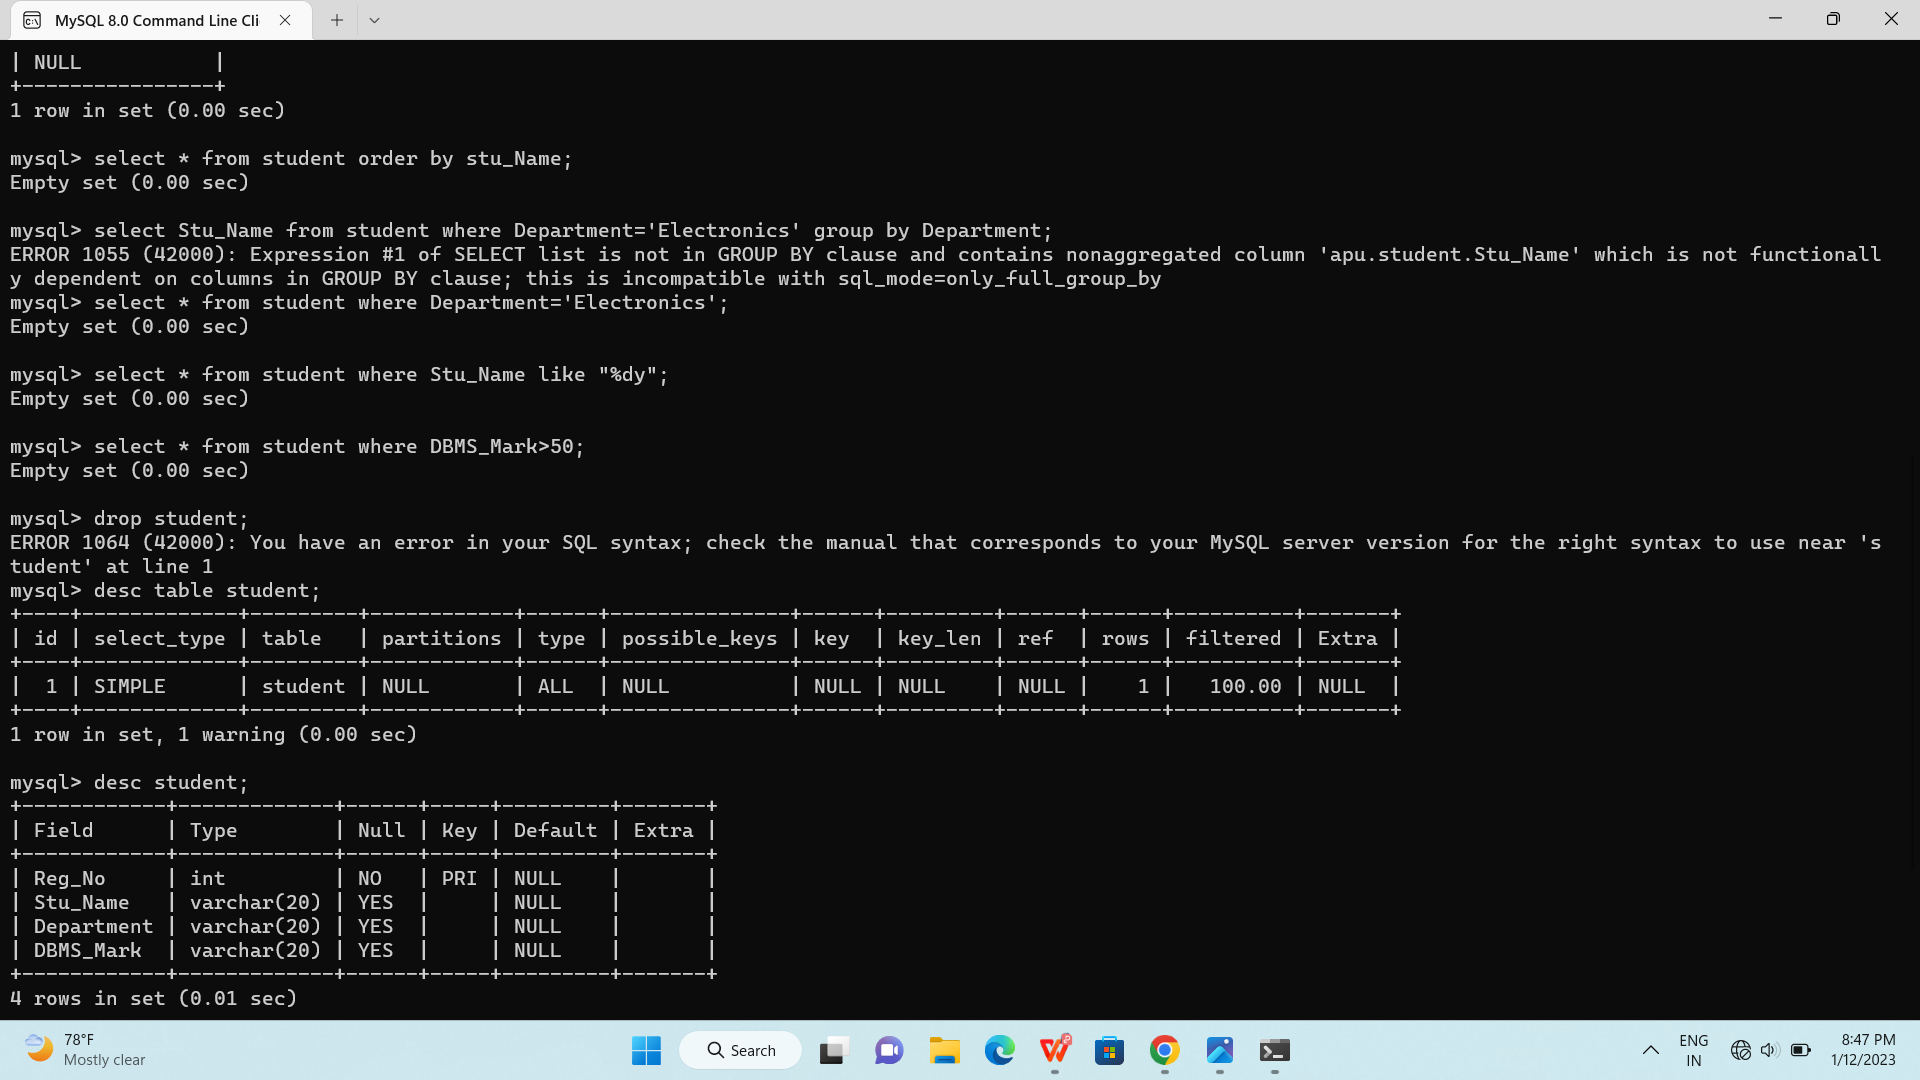 MySQL 8.0 Command Line Cli
| NULL           |
+----------------+
1 row in set (0.00 sec)
mysql> select * from student order by stu_Name;
Empty set (0.00 sec)
mysql> select Stu_Name from student where Department='Electronics' group by Department;
ERROR 1055 (42000): Expression #1 of SELECT list is not in GROUP BY clause and contains nonaggregated column 'apu.student.Stu_Name' which is not functionall
y dependent on columns in GROUP BY clause; this is incompatible with sql_mode=only_full_group_by
mysql> select * from student where Department='Electronics';
Empty set (0.00 sec)
mysql> select * from student where Stu_Name like "%dy";
Empty set (0.00 sec)
mysql> select * from student where DBMS_Mark>50;
Empty set (0.00 sec)
mysql> drop student;
ERROR 1064 (42000): You have an error in your SQL syntax; check the manual that corresponds to your MySQL server version for the right syntax to use near 's
tudent' at line 1
mysql> desc table student;
+----+-------------+---------+------------+------+---------------+------+---------+------+------+----------+-------+
| id | select_type | table   | partitions | type | possible_keys | key  | key_len | ref  | rows | filtered | Extra |
+----+-------------+---------+------------+------+---------------+------+---------+------+------+----------+-------+
|  1 | SIMPLE      | student | NULL       | ALL  | NULL          | NULL | NULL    | NULL |    1 |   100.00 | NULL  |
+----+-------------+---------+------------+------+---------------+------+---------+------+------+----------+-------+
1 row in set, 1 warning (0.00 sec)
mysql> desc student;
+------------+-------------+------+-----+---------+-------+
| Field      | Type        | Null | Key | Default | Extra |
+------------+-------------+------+-----+---------+-------+
| Reg_No     | int         | NO   | PRI | NULL    |       |
| Stu_Name   | varchar(20) | YES  |     | NULL    |       |
| Department | varchar(20) | YES  |     | NULL    |       |
| DBMS_Mark  | varchar(20) | YES  |     | NULL    |       |
+------------+-------------+------+-----+---------+-------+
4 rows in set (0.01 sec)
78°F
Mostly clear
Search
ENG
IN
8:47 PM
1/12/2023